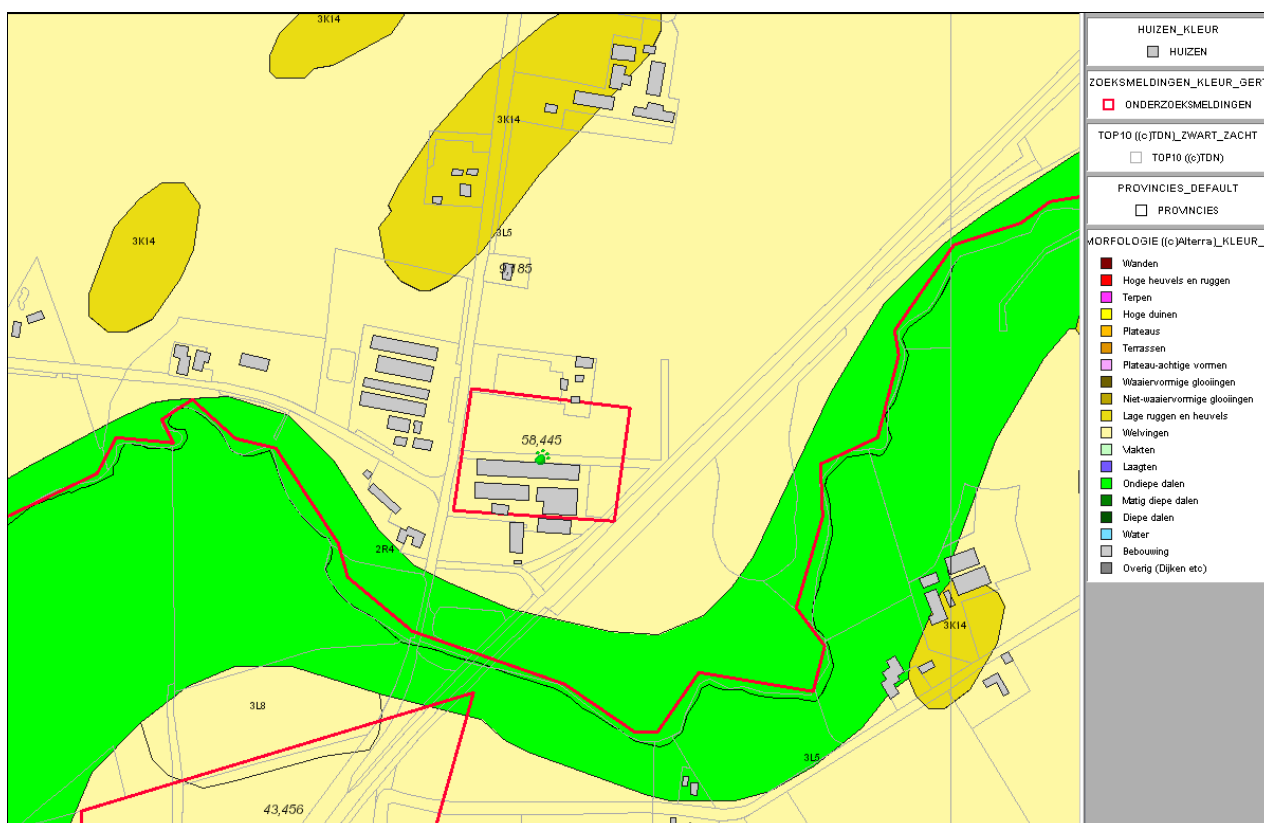 3K14
3K14
3K14
3L5
9,185
58,445
2R4
3K14
3L8
3L5
43,456
HUIZEN_KLEUR
HUIZEN
ZOEKSMELDINGEN_KLEUR_GERT
ONDERZOEKSMELDINGEN
TOP10 ((c)TDN)_ZWART_ZACHT
TOP10 ((c)TDN)
PROVINCIES_DEFAULT
PROVINCIES
MORFOLOGIE ((c)Alterra)_KLEUR_
Wanden
Hoge heuvels en ruggen
Terpen
Hoge duinen
Plateaus
Terrassen
Plateau-achtige vormen
Waaiervormige glooiingen
Niet-waaiervormige glooiingen
Lage ruggen en heuvels
Welvingen
Vlakten
Laagten
Ondiepe dalen
Matig diepe dalen
Diepe dalen
Water
Bebouwing
Overig (Dijken etc)